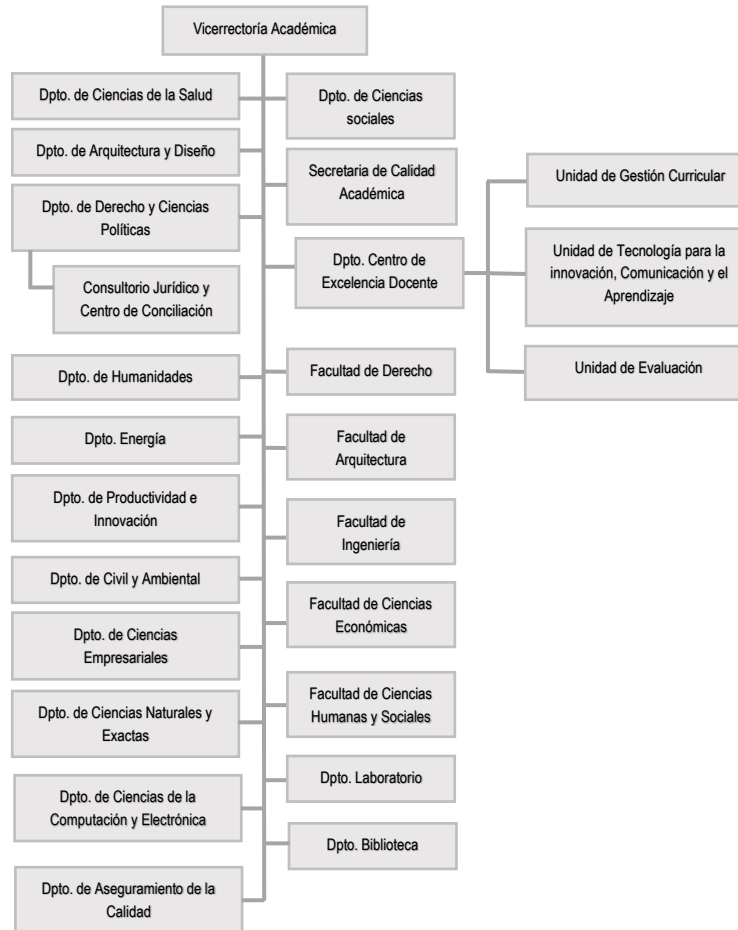 Vicerrectoría Académica
Dpto. de Ciencias de la Salud
Dpto. de Ciencias
sociales
Dpto. de Arquitectura y Diseño
Secretaria de Calidad
Académica
Unidad de Gestión Curricular
Dpto. de Derecho y Ciencias
Políticas
Dpto. Centro de
Excelencia Docente
Unidad de Tecnología para la
innovación, Comunicación y el
Aprendizaje
Consultorio Jurídico y
Centro de Conciliación
Unidad de Evaluación
Dpto. de Humanidades
Facultad de Derecho
Dpto. Energía
Facultad de
Arquitectura
Dpto. de Productividad e
Innovación
Facultad de
Ingeniería
Dpto. de Civil y Ambiental
Facultad de Ciencias
Económicas
Dpto. de Ciencias
Empresariales
Dpto. de Ciencias Naturales y
Exactas
Facultad de Ciencias
Humanas y Sociales
Dpto. de Ciencias de la
Computación y Electrónica
Dpto. Laboratorio
Dpto. Biblioteca
Dpto. de Aseguramiento de la
Calidad